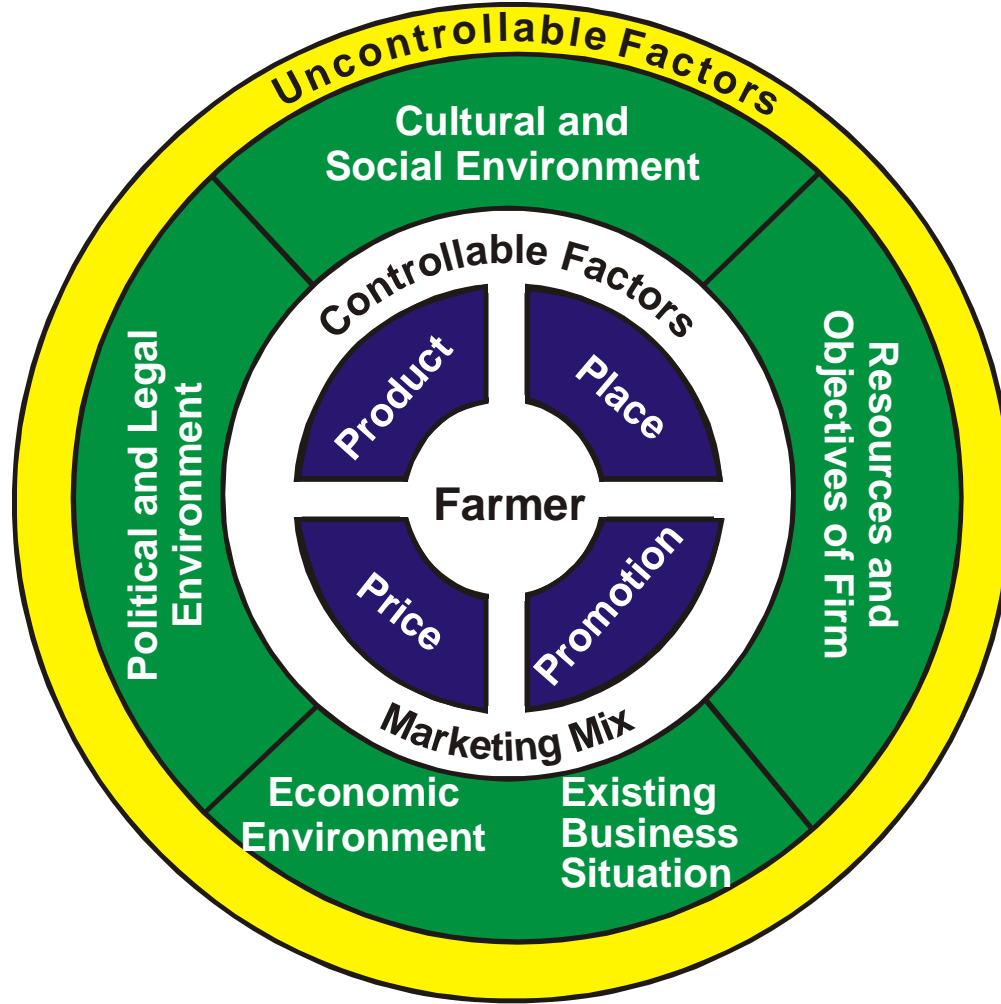 Uncontrollable Factors
Cultural and
Social Environment
Political and Legal
Environment
Resources and
Objectives of Firm
Controllable Factors
Product
Place
Farmer
Price
Promotion
Marketing Mix
Economic
Environment
Existing
Business
Situation